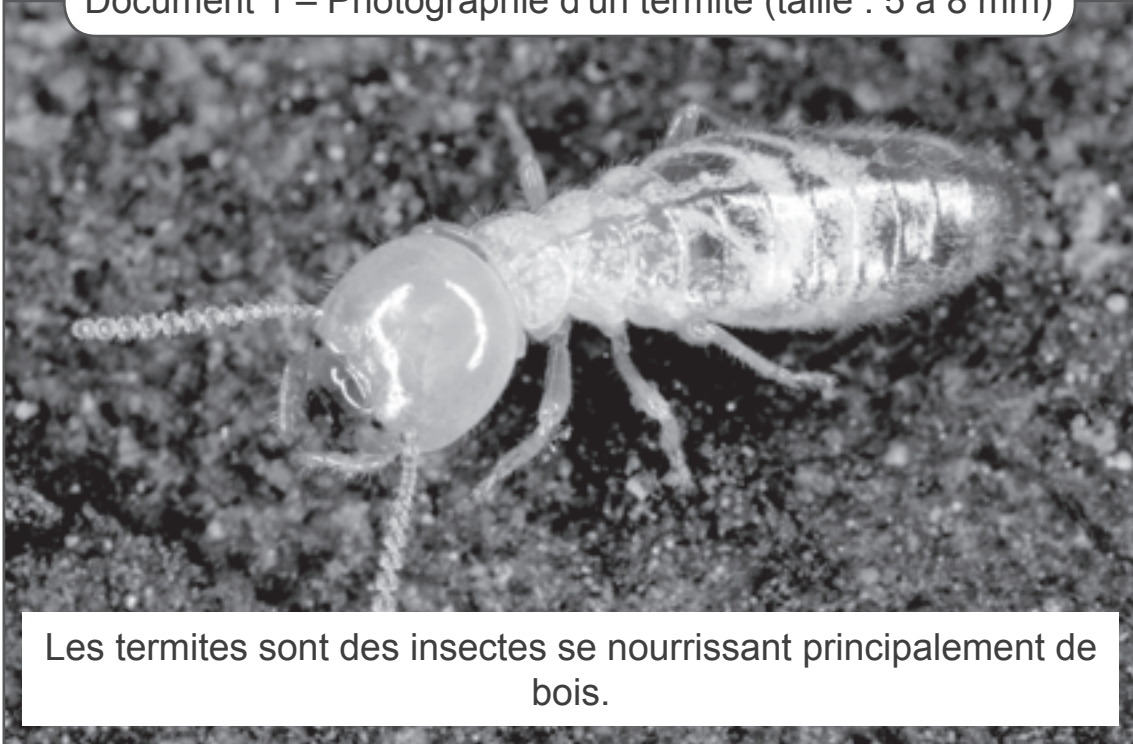 Document 1 – Photographie d'un termite (taille : 5 à 8 mm)
Les termites sont des insectes se nourrissant principalement de
bois.